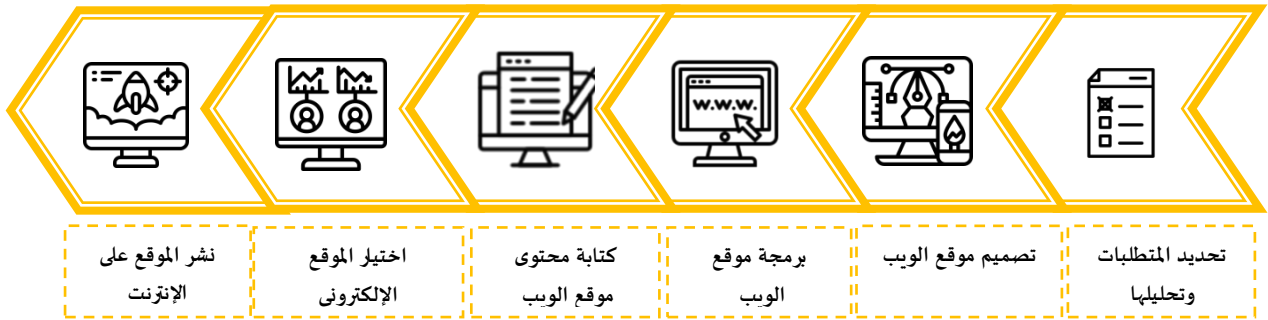 تحديد المتطلبات
وتحليلها
تصميم موقع الويب
برمجة موقع
الويب
كتابة محتوى
موقع الويب
اختيار الموقع
الإلكترونى
نشر الموقع على
الإنترنت
w.w.w.